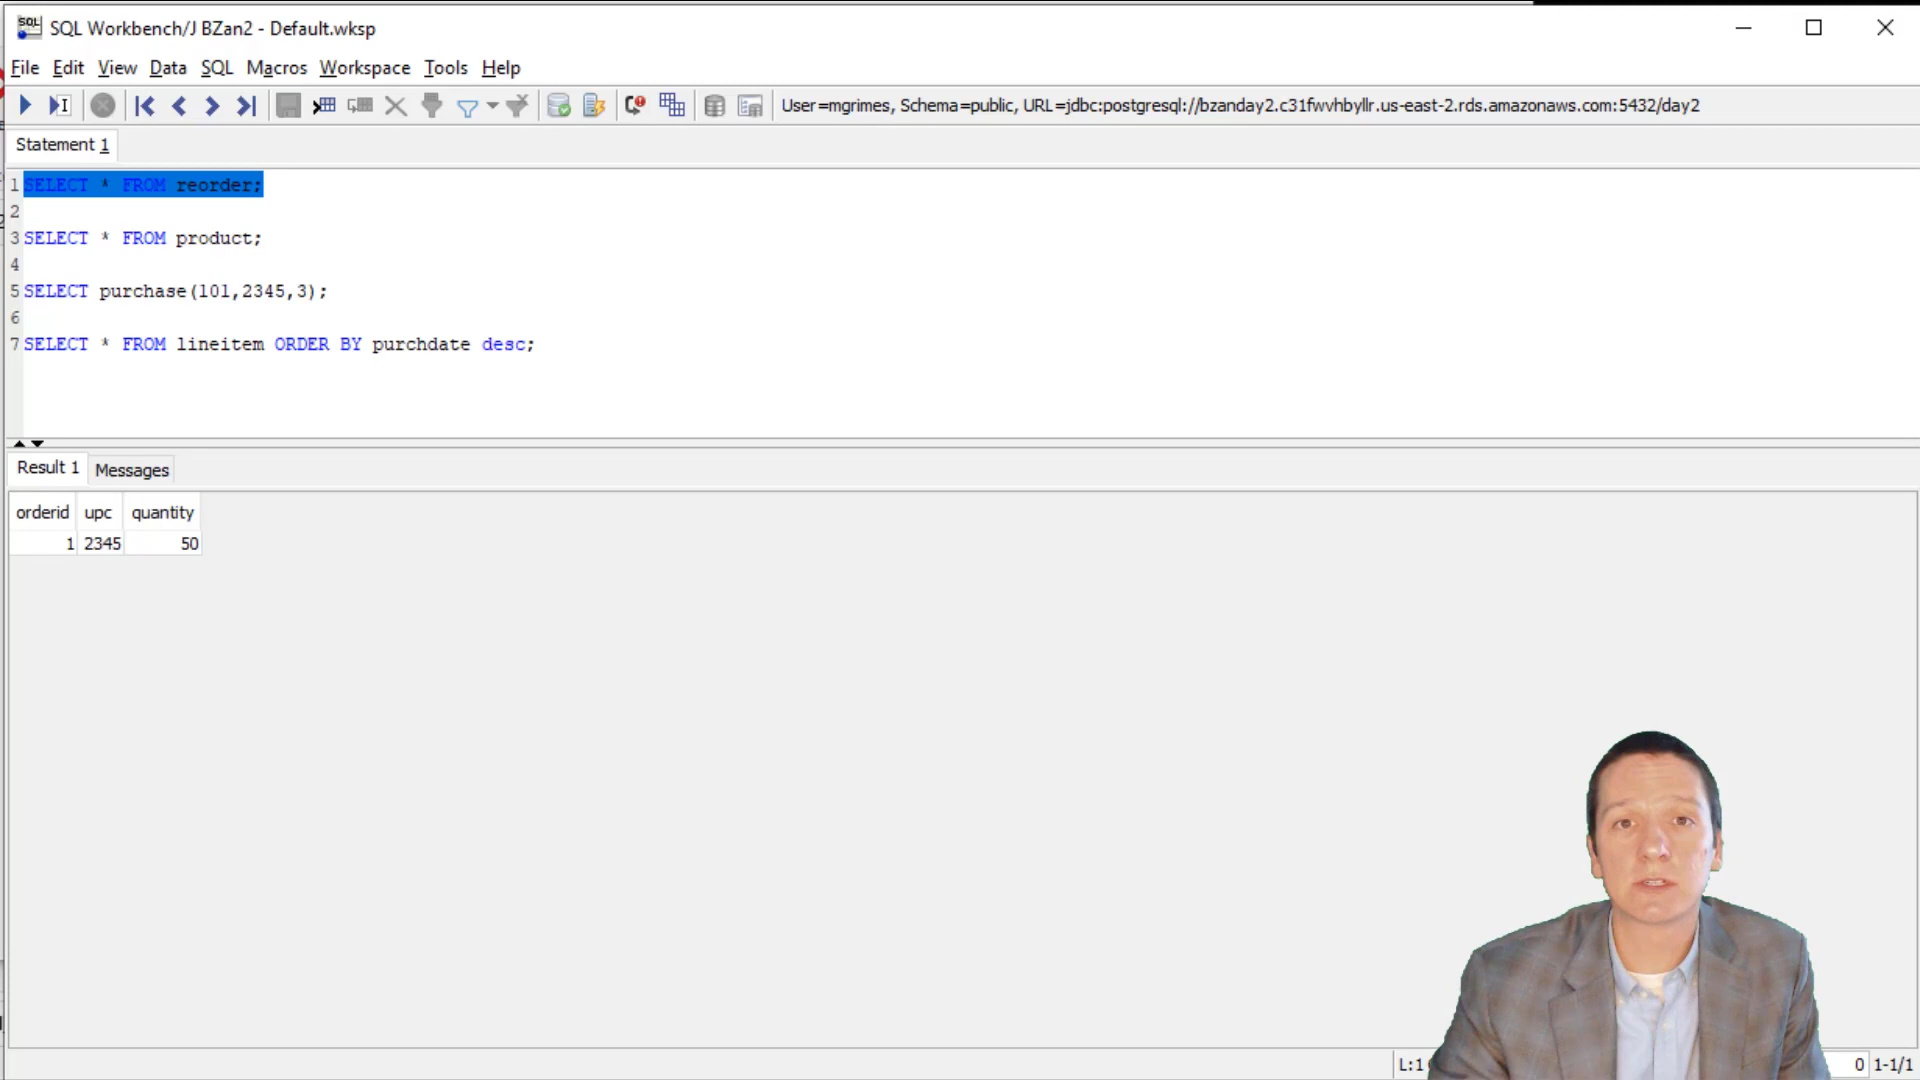 SQL Workbench/J BZan2 - Default.wksp
File Edit View Data SQL Macros Workspace Tools Help
User=mgrimes, Schema=public, URL=jdbc:postgresql://bzanday2.c31fwvhbyllr.us-east-2.rds.amazonaws.com:5432/day2
Statement 1
1 SELECT * FROM reorder;
2
3 SELECT * FROM product;
4
5 SELECT purchase(101,2345,3);
6
7 SELECT * FROM lineitem ORDER BY purchdate desc;
Result 1 Messages
orderid upc quantity
1 2345 50
L:1 0 1-1/1